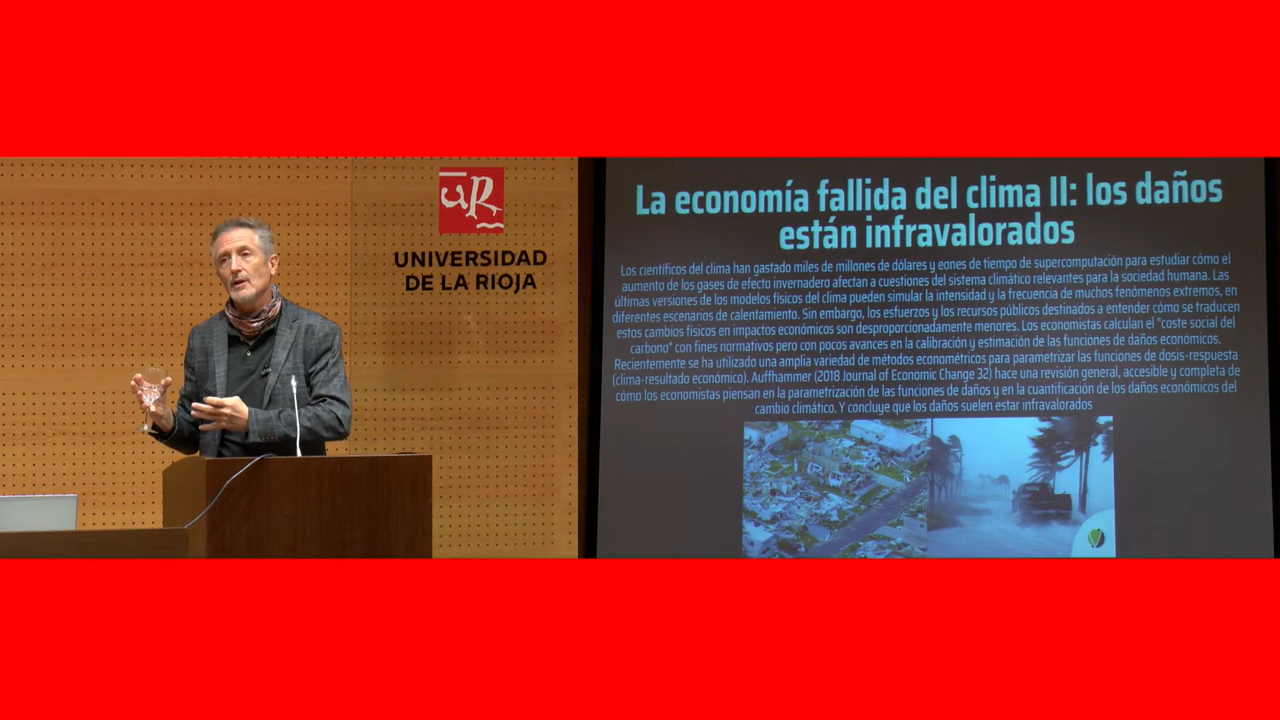 uR
UNIVERSIDAD
DE LA RIOJA
La economía fallida del clima II: los daños
están infravalorados
Los científicos del clima han gastado miles de millones de dólares y eones de tiempo de supercomputación para estudiar cómo el
aumento de los gases de efecto invernadero afectan a cuestiones del sistema climático relevantes para la sociedad humana. Las
últimas versiones de los modelos físicos del clima pueden simular la intensidad y la frecuencia de muchos fenómenos extremos, en
diferentes escenarios de calentamiento. Sin embargo, los esfuerzos y los recursos públicos destinados a entender cómo se traducen
estos cambios físicos en impactos económicos son desproporcionadamente menores. Los economistas calculan el "coste social del
carbono" con fines normativos pero con pocos avances en la calibración y estimación de las funciones de daños económicos.
Recientemente se ha utilizado una amplia variedad de métodos econométricos para parametrizar las funciones de dosis-respuesta
(clima-resultado económico). Auffhammer (2018 Journal of Economic Change 32) hace una revisión general, accesible y completa de
cómo los economistas piensan en la parametrización de las funciones de daños y en la cuantificación de los daños económicos del
cambio climático. Y concluye que los daños suelen estar infravalorados